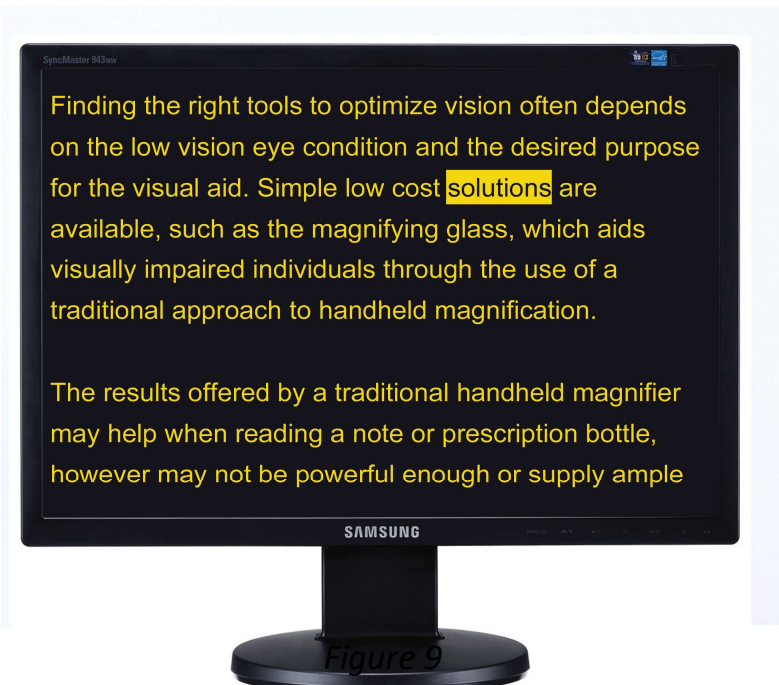 SyncMaster 943NW
Finding the right tools to optimize vision often depends
on the low vision eye condition and the desired purpose
for the visual aid. Simple low cost solutions are
available, such as the magnifying glass, which aids
visually impaired individuals through the use of a
traditional approach to handheld magnification.
The results offered by a traditional handheld magnifier
may help when reading a note or prescription bottle,
however may not be powerful enough or supply ample
SAMSUNG
Figure 9